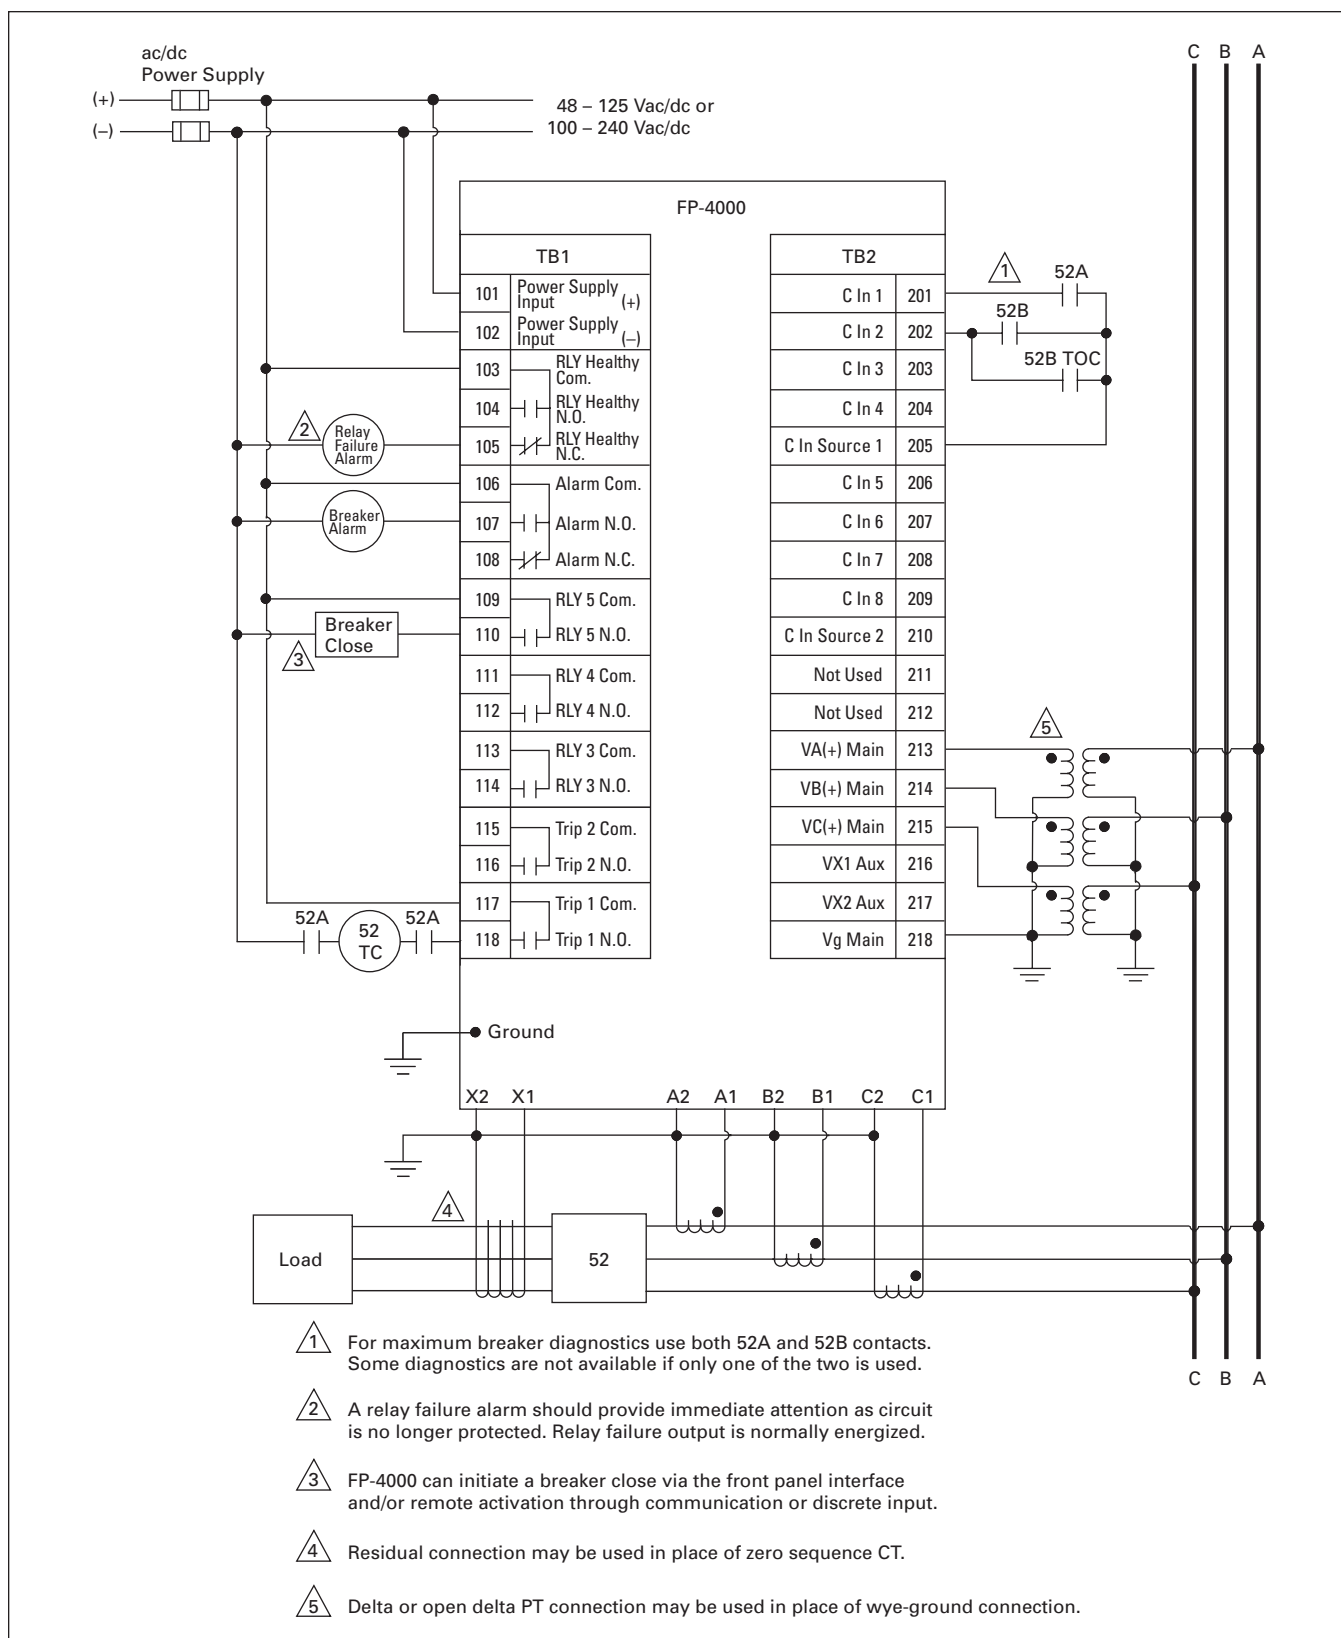 ac/dc
Power Supply
(+)
(–)
48 – 125 Vac/dc or
100 – 240 Vac/dc
C B A
FP-4000
TB1
101 Power Supply
Input (+)
102 Power Supply
Input (–)
103 RLY Healthy
Com.
104 RLY Healthy
N.O.
105 RLY Healthy
N.C.
106 Alarm Com.
107 Alarm N.O.
108 Alarm N.C.
109 RLY 5 Com.
110 RLY 5 N.O.
111 RLY 4 Com.
112 RLY 4 N.O.
113 RLY 3 Com.
114 RLY 3 N.O.
115 Trip 2 Com.
116 Trip 2 N.O.
117 Trip 1 Com.
118 Trip 1 N.O.
2
Relay
Failure
Alarm
Breaker
Alarm
Breaker
Close
3
52A
52
TC
52A
TB2
C In 1 201
C In 2 202
C In 3 203
C In 4 204
C In Source 1 205
C In 5 206
C In 6 207
C In 7 208
C In 8 209
C In Source 2 210
Not Used 211
Not Used 212
VA(+) Main 213
VB(+) Main 214
VC(+) Main 215
VX1 Aux 216
VX2 Aux 217
Vg Main 218
1
52A
52B
52B TOC
5
Ground
X2 X1 A2 A1 B2 B1 C2 C1
4
Load
52
C B A
1 For maximum breaker diagnostics use both 52A and 52B contacts.
Some diagnostics are not available if only one of the two is used.
2 A relay failure alarm should provide immediate attention as circuit
is no longer protected. Relay failure output is normally energized.
3 FP-4000 can initiate a breaker close via the front panel interface
and/or remote activation through communication or discrete input.
4 Residual connection may be used in place of zero sequence CT.
5 Delta or open delta PT connection may be used in place of wye-ground connection.